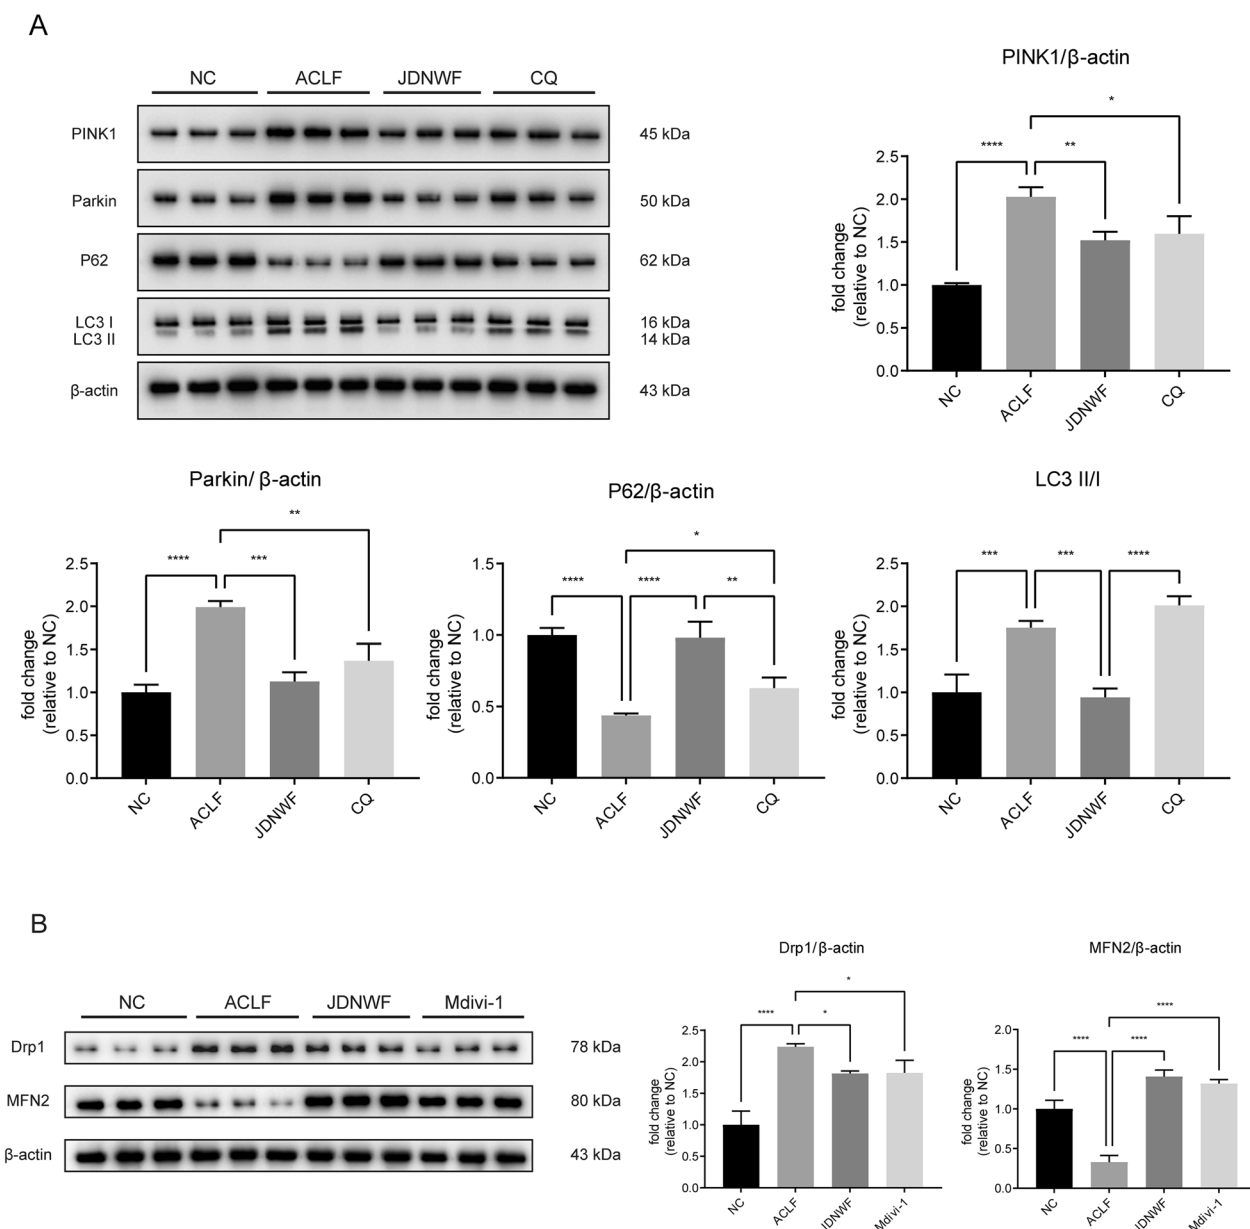 A
NC ACLF JDNWF CQ
PINK1 45 kDa
Parkin 50 kDa
P62 62 kDa
LC3 I 16 kDa
LC3 II 14 kDa
β-actin 43 kDa
PINK1/β-actin
*
**** **
fold change
(relative to NC)
2.5
2.0
1.5
1.0
0.5
0.0
NC ACLF JDNWF CQ
Parkin/ β-actin
**
**** ***
fold change
(relative to NC)
2.5
2.0
1.5
1.0
0.5
0.0
NC ACLF JDNWF CQ
P62/β-actin
*
**** **** **
fold change
(relative to NC)
1.5
1.0
0.5
0.0
NC ACLF JDNWF CQ
LC3 II/I
*** *** ****
fold change
(relative to NC)
2.5
2.0
1.5
1.0
0.5
0.0
NC ACLF JDNWF CQ
B
NC ACLF JDNWF Mdivi-1
Drp1 78 kDa
MFN2 80 kDa
β-actin 43 kDa
Drp1/β-actin
*
**** *
fold change
(relative to NC)
2.5
2.0
1.5
1.0
0.5
0.0
NC ACLF JDNWF Mdivi-1
MFN2/β-actin
****
**** ****
fold change
(relative to NC)
2.0
1.5
1.0
0.5
0.0
NC ACLF JDNWF Mdivi-1